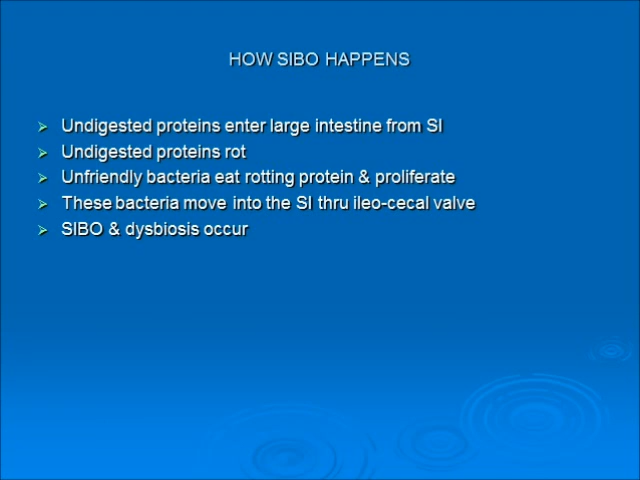 HOW SIBO HAPPENS
Undigested proteins enter large intestine from SI
Undigested proteins rot
Unfriendly bacteria eat rotting protein & proliferate
These bacteria move into the SI thru ileo-cecal valve
SIBO & dysbiosis occur